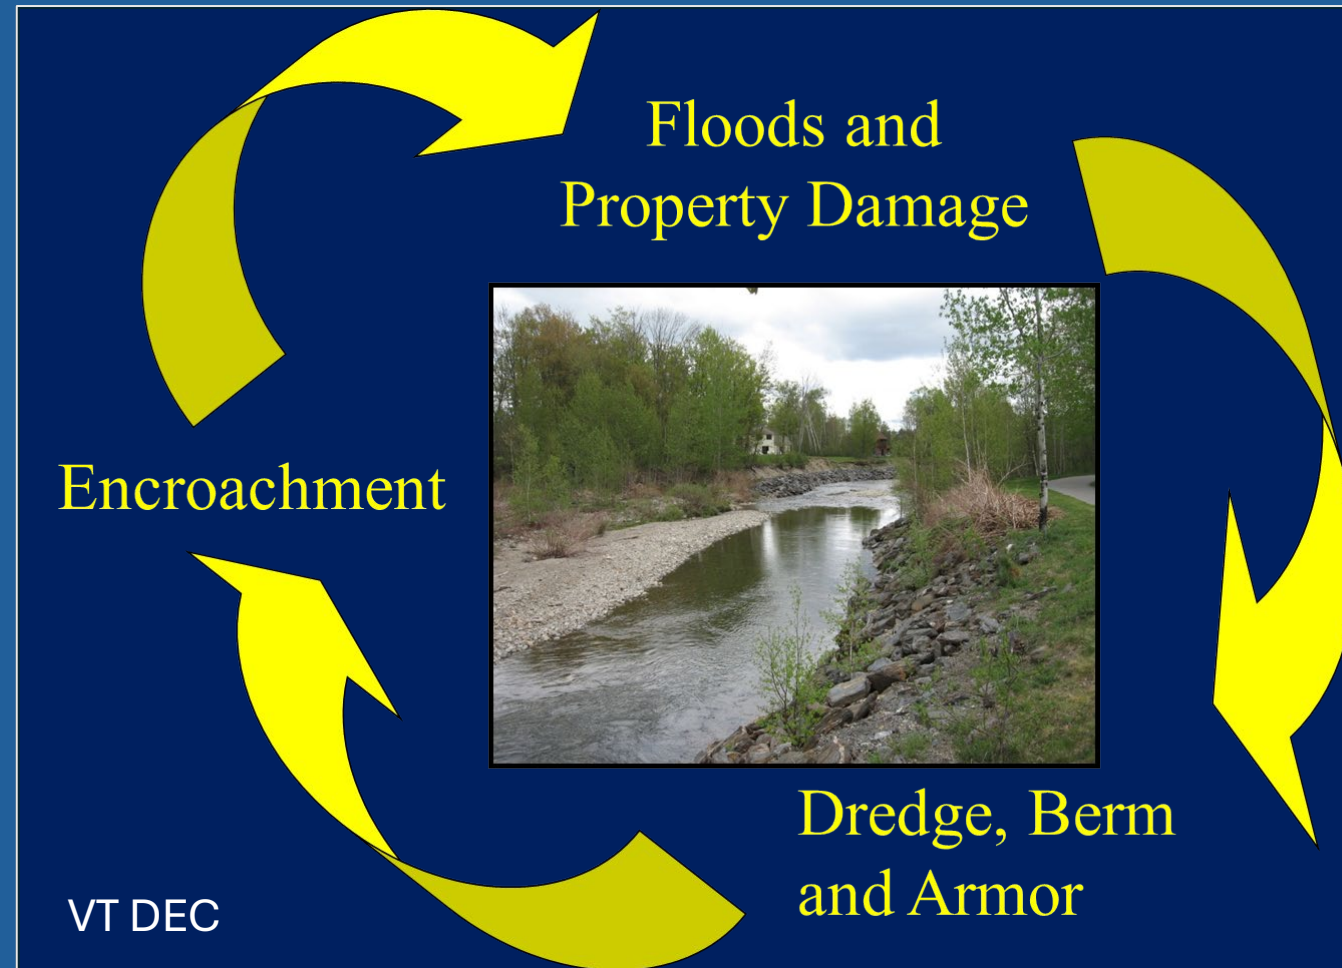 Floods and
Property Damage
Encroachment
Dredge, Berm
and Armor
VT DEC